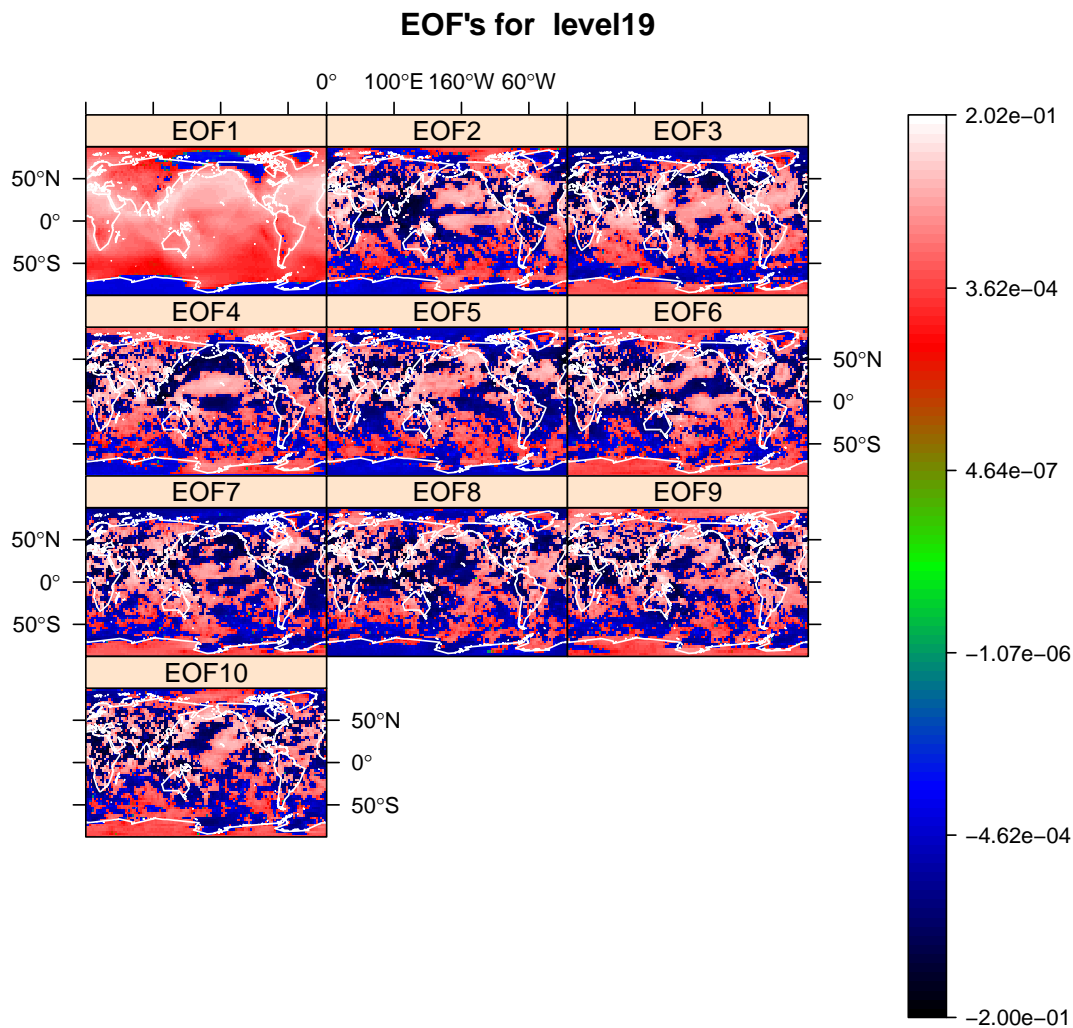 EOF's for  level19
0° 100°E 160°W 60°W
EOF1 EOF2 EOF3
50°N
0°
50°S
EOF4 EOF5 EOF6
50°N
0°
50°S
EOF7 EOF8 EOF9
50°N
0°
50°S
EOF10
50°N
0°
50°S
2.02e−01
3.62e−04
4.64e−07
−1.07e−06
−4.62e−04
−2.00e−01